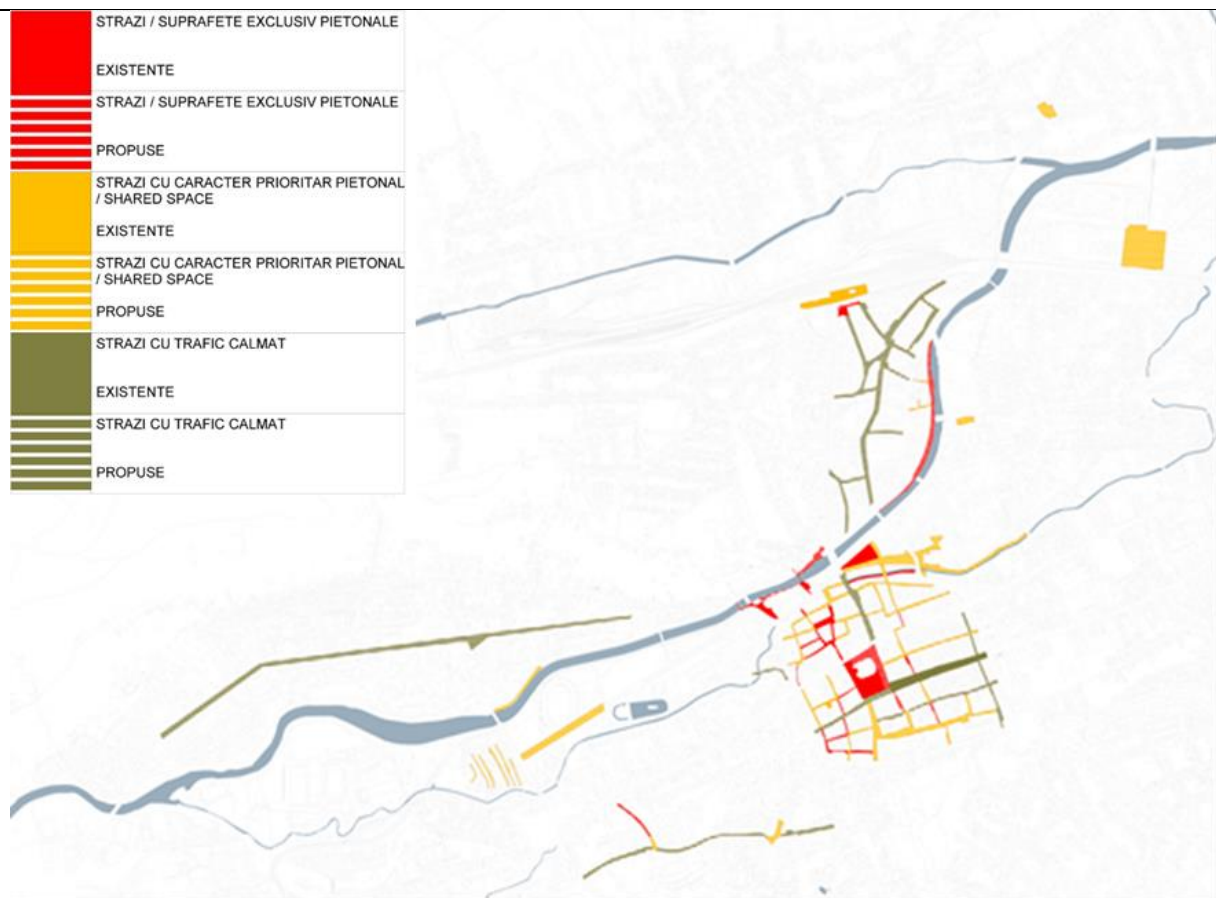 STRAZI / SUPRAFETE EXCLUSIV PIETONALE
EXISTENTE
STRAZI / SUPRAFETE EXCLUSIV PIETONALE
PROPUSE
STRAZI CU CARACTER PRIORITAR PIETONAL
/ SHARED SPACE
EXISTENTE
STRAZI CU CARACTER PRIORITAR PIETONAL
/ SHARED SPACE
PROPUSE
STRAZI CU TRAFIC CALMAT
EXISTENTE
STRAZI CU TRAFIC CALMAT
PROPUSE